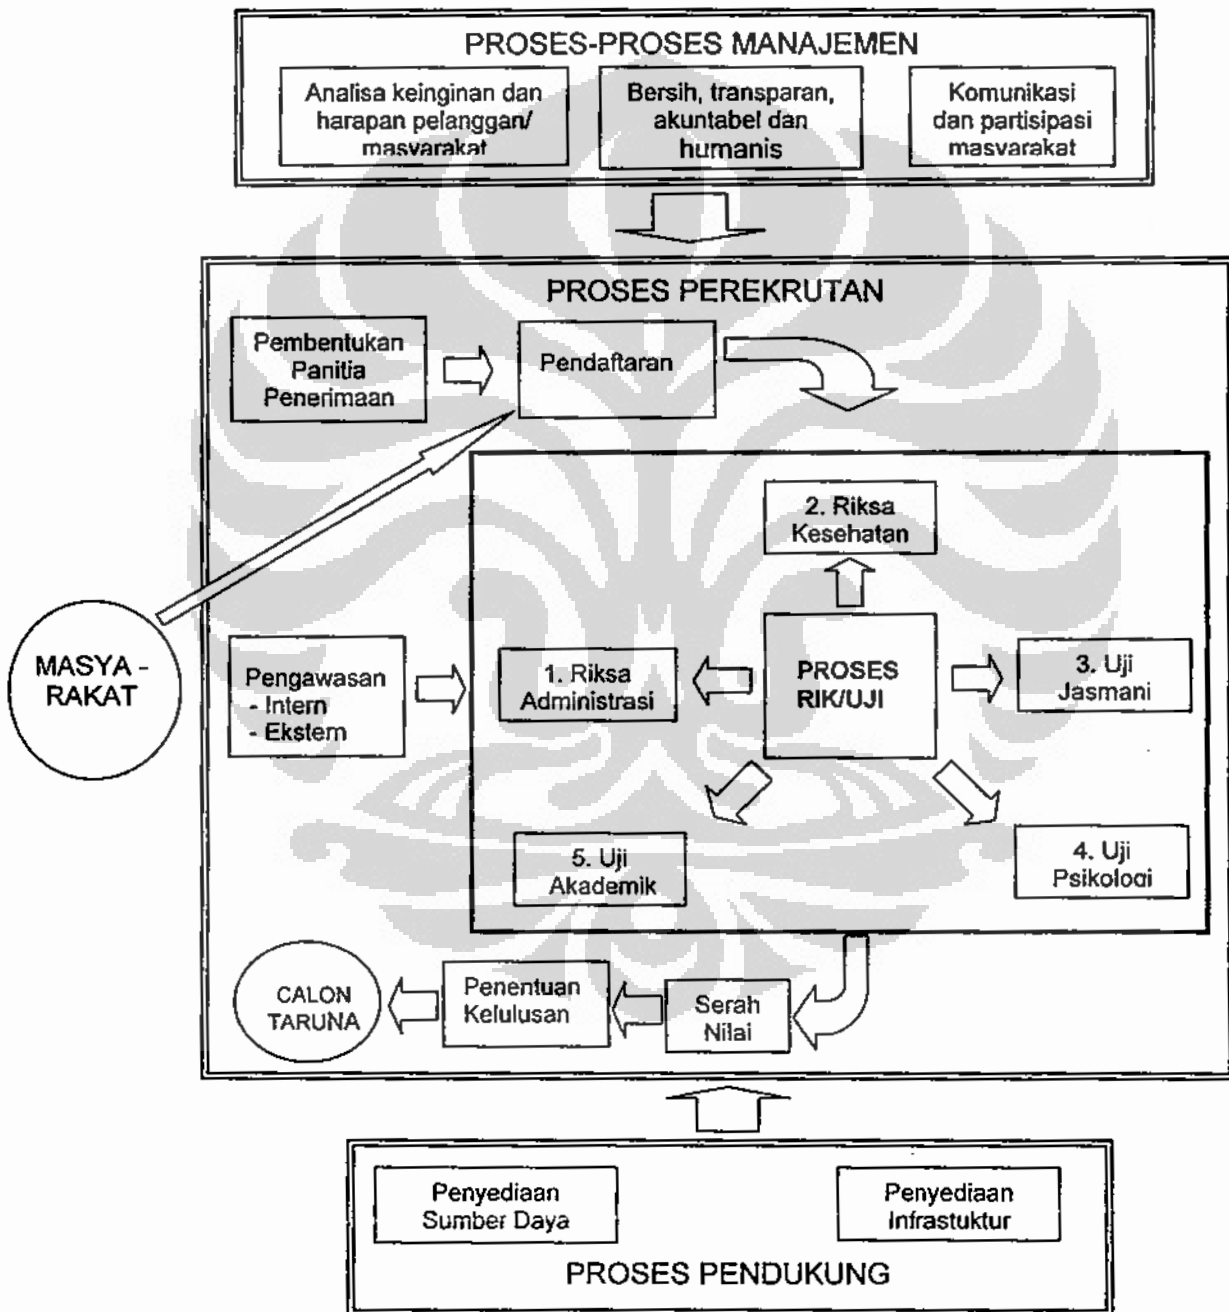 PROSES-PROSES MANAJEMEN
Analisa keinginan dan
harapan pelanggan/
masyarakat
Bersih, transparan,
akuntabel dan
humanis
Komunikasi
dan partisipasi
masyarakat
PROSES PEREKRUTAN
Pembentukan
Panitia
Penerimaan
Pendaftaran
2. Riksa
Kesehatan
MASYA -
RAKAT
Pengawasan
- Intern
- Ekstern
1. Riksa
Administrasi
PROSES
RIK/UJI
3. Uji
Jasmani
5. Uji
Akademik
4. Uji
Psikologi
CALON
TARUNA
Penentuan
Kelulusan
Serah
Nilai
Penyediaan
Sumber Daya
Penyediaan
Infrastuktur
PROSES PENDUKUNG